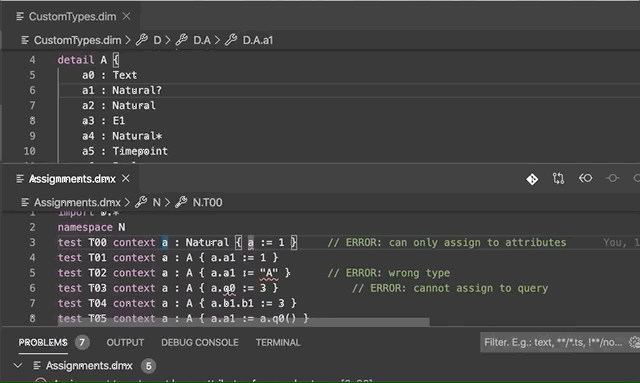 CustomTypes.dim
CustomTypes.dim > D > D.A > D.A.a1
4 detail A {
5 a0 : Text
6 a1 : Natural?
7 a2 : Natural
8 a3 : E1
9 a4 : Natural*
10 a5 : Timepoint
Assignments.dmx
Assignments.dmx > N > N.T00
2 namespace N
3 test T00 context a : Natural { a := 1 } // ERROR: can only assign to attributes You, 1
4 test T01 context a : A { a.a1 := 1 }
5 test T02 context a : A { a.a1 := "A" } // ERROR: wrong type
6 test T03 context a : A { a.q0 := 3 } // ERROR: cannot assign to query
7 test T04 context a : A { a.b1.b1 := 3 }
8 test T05 context a : A { a.a1 := a.q0() }
PROBLEMS 7 OUTPUT DEBUG CONSOLE TERMINAL Filter. E.g.: text, **/*.ts, !**/no...
Assignments.dmx 5